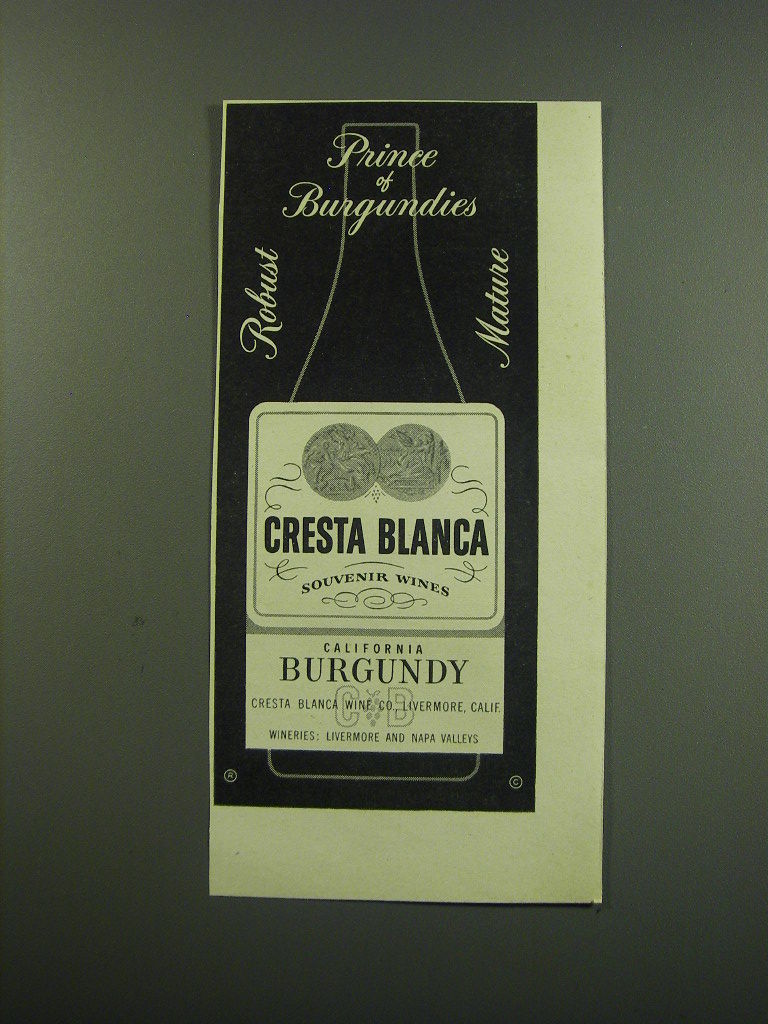 Prince
of
Burgundies
Robust
Mature
CRESTA BLANCA
SOUVENIR WINES
CALIFORNIA
BURGUNDY
CB
CRESTA BLANCA WINE CO., LIVERMORE, CALIF.
WINERIES: LIVERMORE AND NAPA VALLEYS
® ©